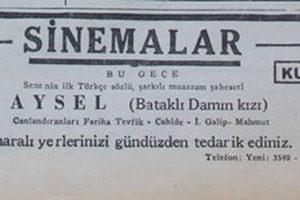 SİNEMALAR
BU GECE
Senenin ilk Türkçe sözlü, şarkılı muazzam şaheseri
AYSEL (Bataklı Damın kızı)
Canlandıranları Feriha Tevfik - Cahide - İ. Galip - Mahmut
maralı yerlerinizi gündüzden tedarik ediniz.
Telefon: Yeni: 3540 -
KU